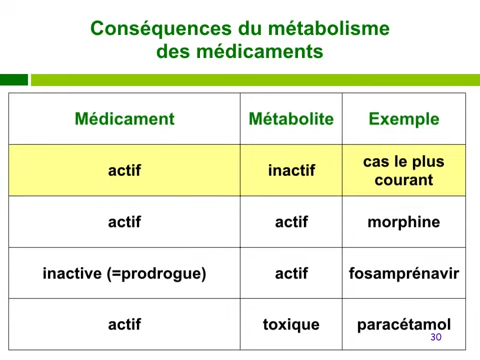 Conséquences du métabolisme
des médicaments
Médicament Métabolite Exemple
actif inactif cas le plus
courant
actif actif morphine
inactive (=prodrogue) actif fosamprénavir
actif toxique paracétamol
30